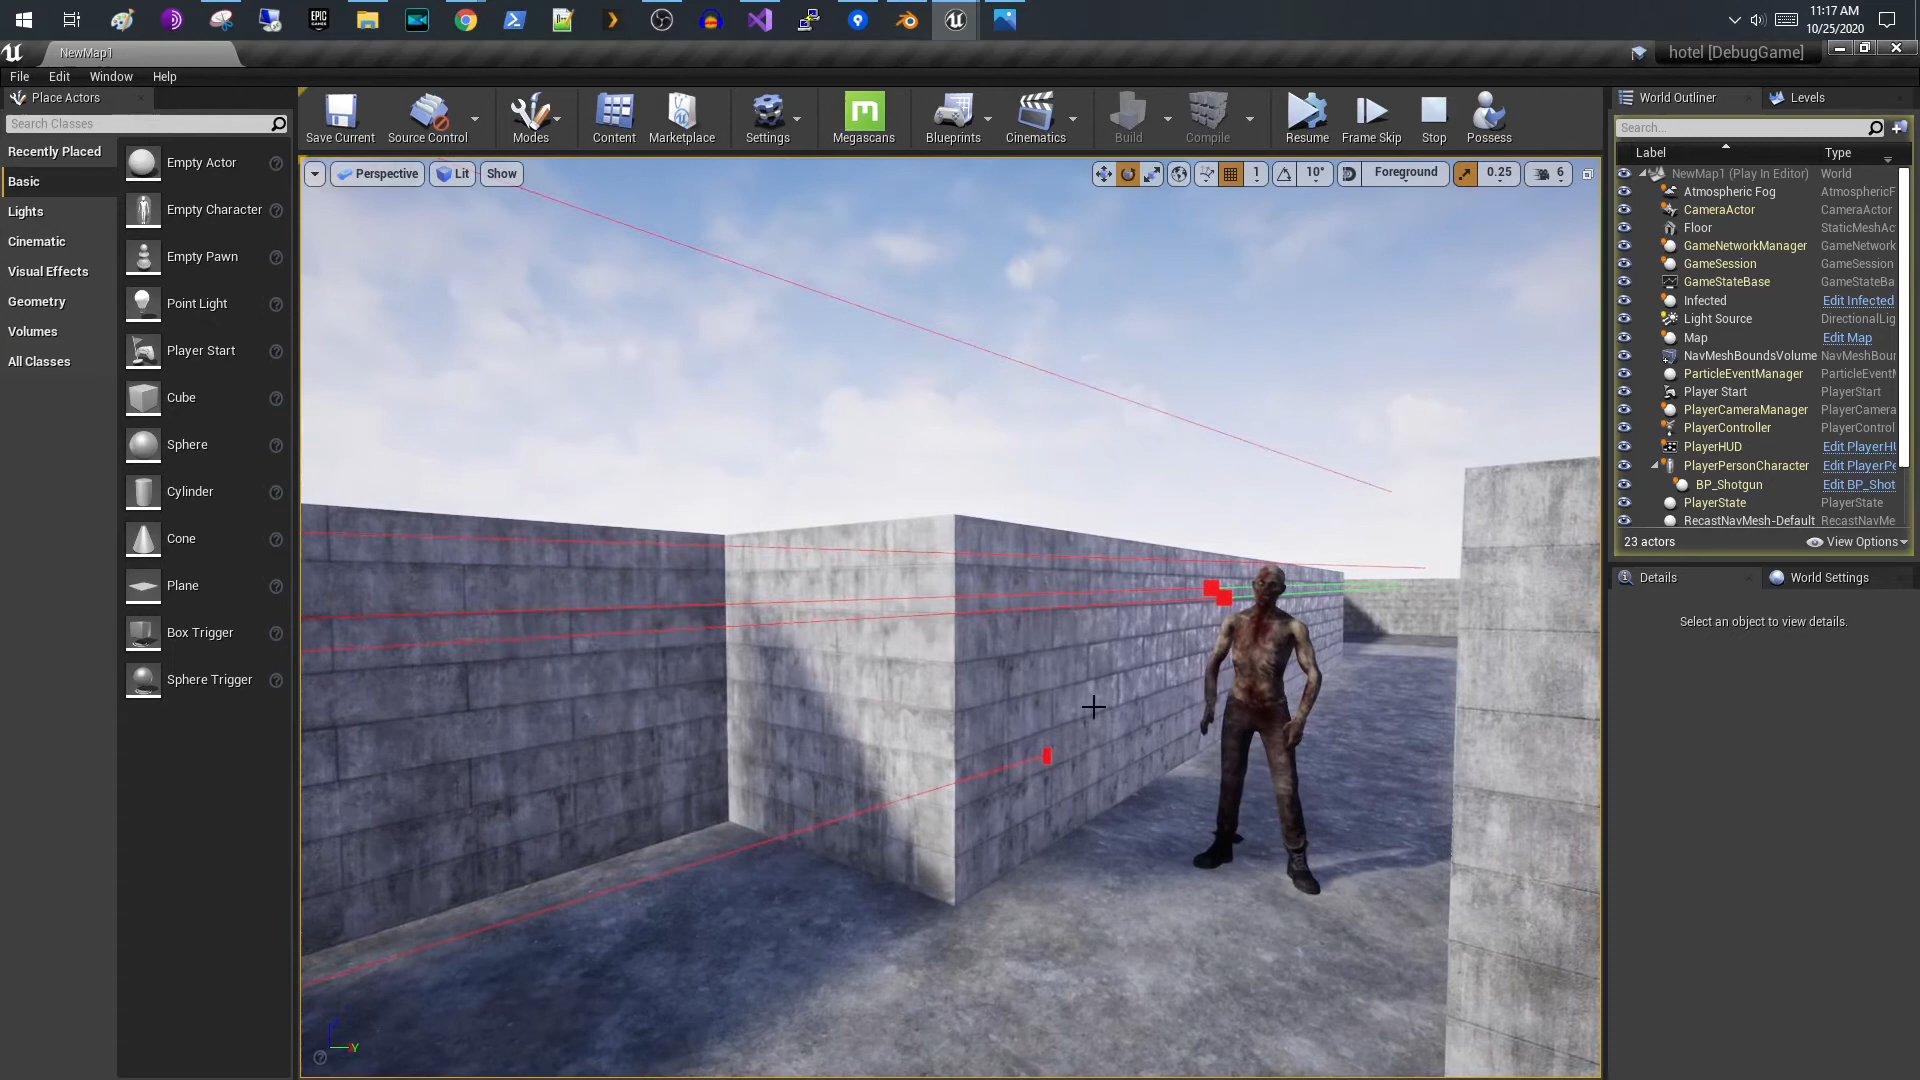 11:17 AM
10/25/2020
NewMap1
hotel [DebugGame]
File Edit Window Help
Place Actors
Search Classes
Recently Placed
Basic
Lights
Cinematic
Visual Effects
Geometry
Volumes
All Classes
Empty Actor
Empty Character
Empty Pawn
Point Light
Player Start
Cube
Sphere
Cylinder
Cone
Plane
Box Trigger
Sphere Trigger
Save Current
Source Control
Modes
Content
Marketplace
Settings
Megascans
Blueprints
Cinematics
Build
Compile
Resume
Frame Skip
Stop
Possess
Perspective
Lit
Show
1
10°
Foreground
0.25
6
Y
World Outliner
Levels
Search...
Label Type
NewMap1 (Play In Editor) World
Atmospheric Fog AtmosphericF
CameraActor CameraActor
Floor StaticMeshAc
GameNetworkManager GameNetwork
GameSession GameSession
GameStateBase GameStateBa
Infected Edit Infected
Light Source DirectionalLig
Map Edit Map
NavMeshBoundsVolume NavMeshBour
ParticleEventManager ParticleEventM
Player Start PlayerStart
PlayerCameraManager PlayerCamera
PlayerController PlayerControl
PlayerHUD Edit PlayerHU
PlayerPersonCharacter Edit PlayerPe
BP_Shotgun Edit BP_Shot
PlayerState PlayerState
RecastNavMesh-Default RecastNavMe
23 actors
View Options
Details
World Settings
Select an object to view details.